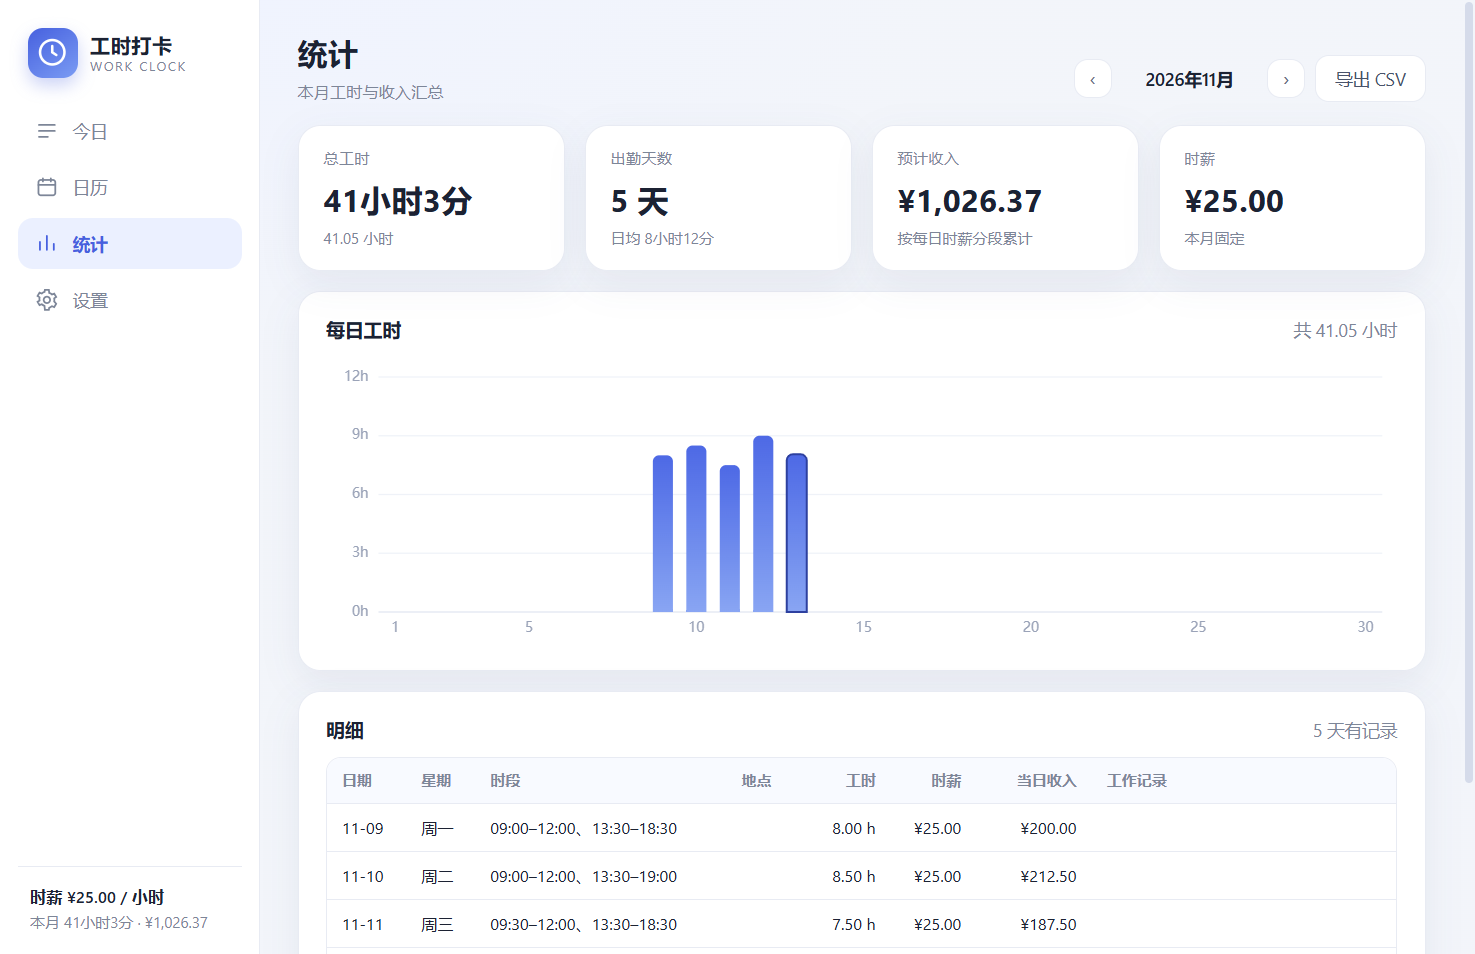 工时打卡
WORK CLOCK
今日
日历
统计
设置
时薪 ¥25.00 / 小时
本月 41小时3分 · ¥1,026.37
统计
本月工时与收入汇总
‹ 2026年11月 › 导出 CSV
总工时
41小时3分
41.05 小时
出勤天数
5 天
日均 8小时12分
预计收入
¥1,026.37
按每日时薪分段累计
时薪
¥25.00
本月固定
每日工时 共 41.05 小时
12h
9h
6h
3h
0h
1 5 10 15 20 25 30
明细 5 天有记录
日期 星期 时段 地点 工时 时薪 当日收入 工作记录
11-09 周一 09:00–12:00、13:30–18:30 8.00 h ¥25.00 ¥200.00
11-10 周二 09:00–12:00、13:30–19:00 8.50 h ¥25.00 ¥212.50
11-11 周三 09:30–12:00、13:30–18:30 7.50 h ¥25.00 ¥187.50